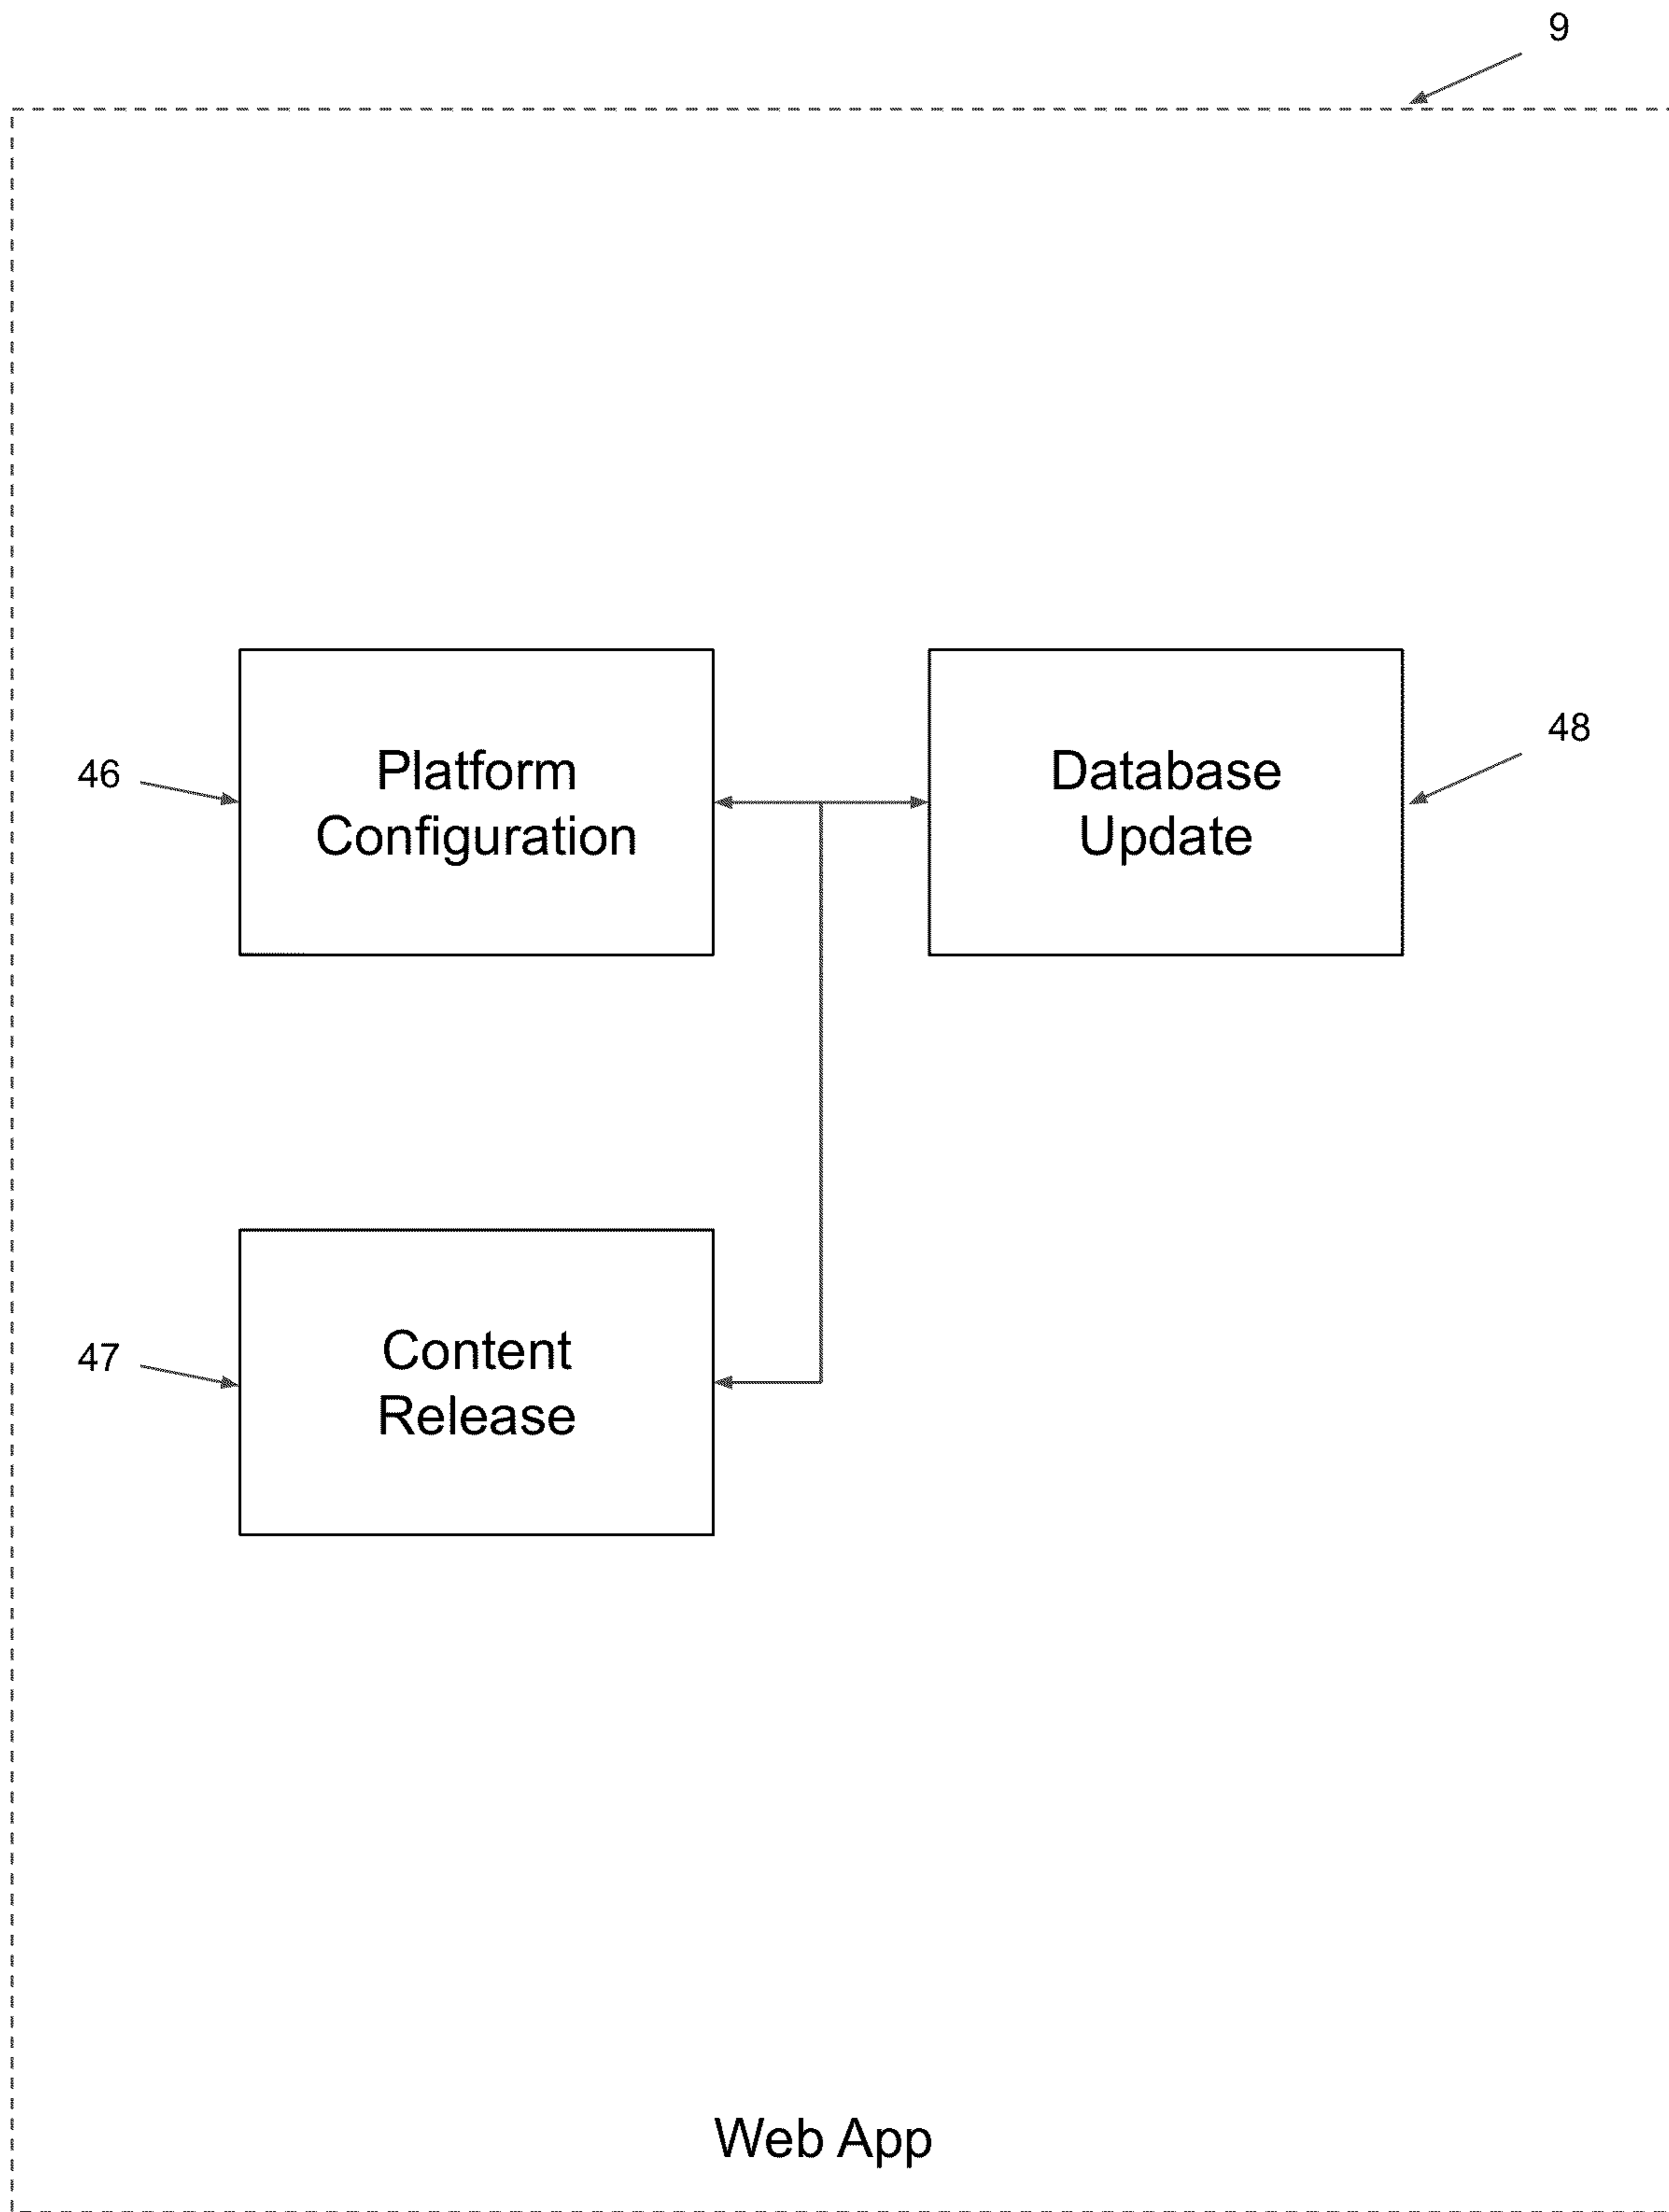 9
Platform
Configuration
46
Database
Update
48
Content
Release
47
Web App